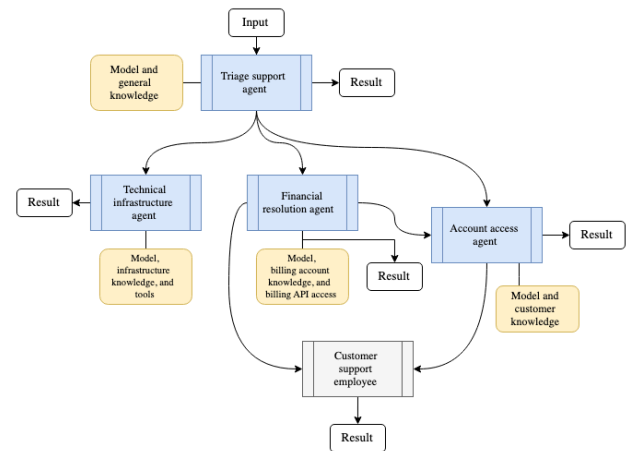 Input
Model and
general
knowledge
Triage support
agent
Result
Technical
infrastructure
agent
Result
Model,
infrastructure
knowledge, and
tools
Financial
resolution agent
Model,
billing account
knowledge, and
billing API access
Result
Account access
agent
Result
Model and
customer
knowledge
Customer
support
employee
Result